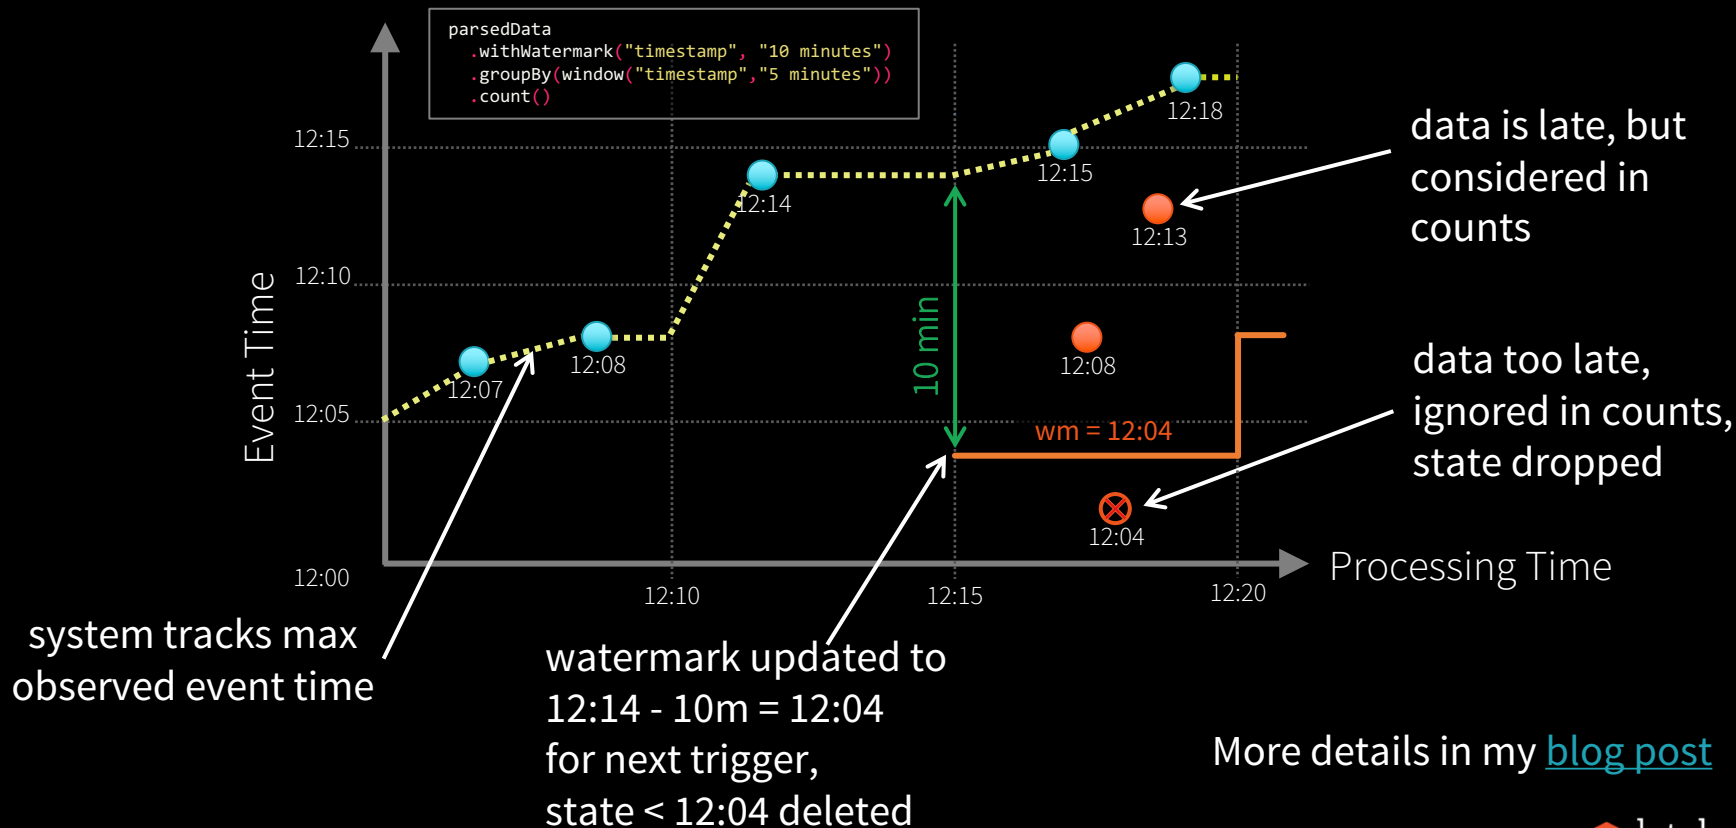 parsedData
.withWatermark("timestamp", "10 minutes")
.groupBy(window("timestamp","5 minutes"))
.count()
12:18
12:15
12:15
12:14
12:13
data is late, but
considered in
counts
Event Time
12:10
10 min
12:07
12:08
12:08
12:05
wm = 12:04
data too late,
ignored in counts,
state dropped
12:04
12:00
12:10
12:15
12:20
Processing Time
system tracks max
observed event time
watermark updated to
12:14 - 10m = 12:04
for next trigger,
state < 12:04 deleted
More details in my blog post